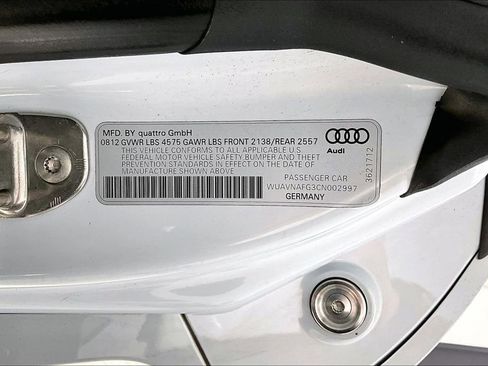 MFD. BY quattro GmbH
0812 GVWR LBS 4575 GAWR LBS FRONT 2138/REAR 2557
THIS VEHICLE CONFORMS TO ALL APPLICABLE U.S.
FEDERAL MOTOR VEHICLE SAFETY,BUMPER AND THEFT
PREVENTION STANDARDS IN EFFECT ON THE DATE OF
MANUFACTURE SHOWN ABOVE
Audi
3621712
PASSENGER CAR
WUAVNAFG3CN002997
GERMANY